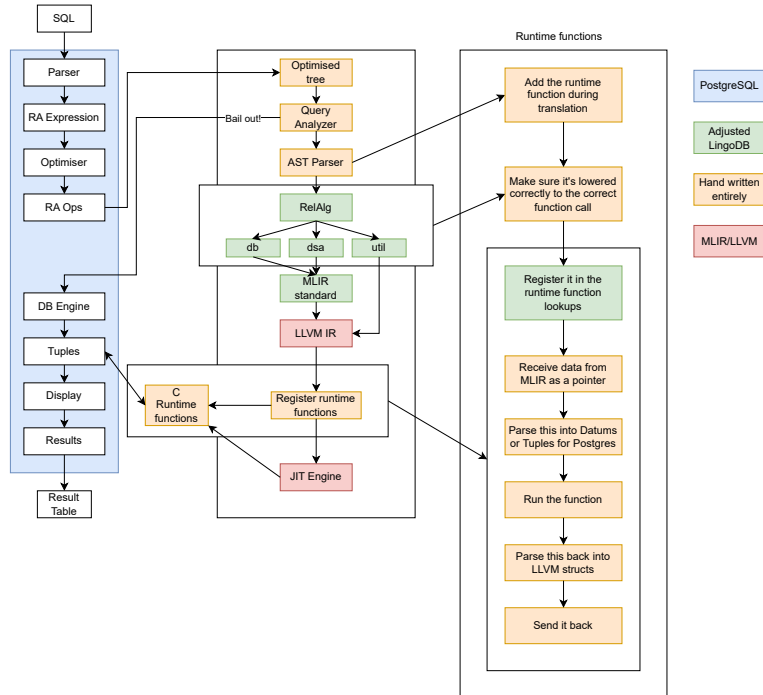 SQL
Parser
RA Expression
Optimiser
RA Ops
DB Engine
Tuples
Display
Results
Result
Table
Bail out!
Optimised
tree
Query
Analyzer
AST Parser
RelAlg
db
dsa
util
MLIR
standard
LLVM IR
C
Runtime
functions
Register runtime
functions
JIT Engine
Runtime functions
Add the runtime
function during
translation
Make sure it's lowered
correctly to the correct
function call
Register it in the
runtime function
lookups
Receive data from
MLIR as a pointer
Parse this into Datums
or Tuples for Postgres
Run the function
Parse this back into
LLVM structs
Send it back
PostgreSQL
Adjusted
LingoDB
Hand written
entirely
MLIR/LLVM